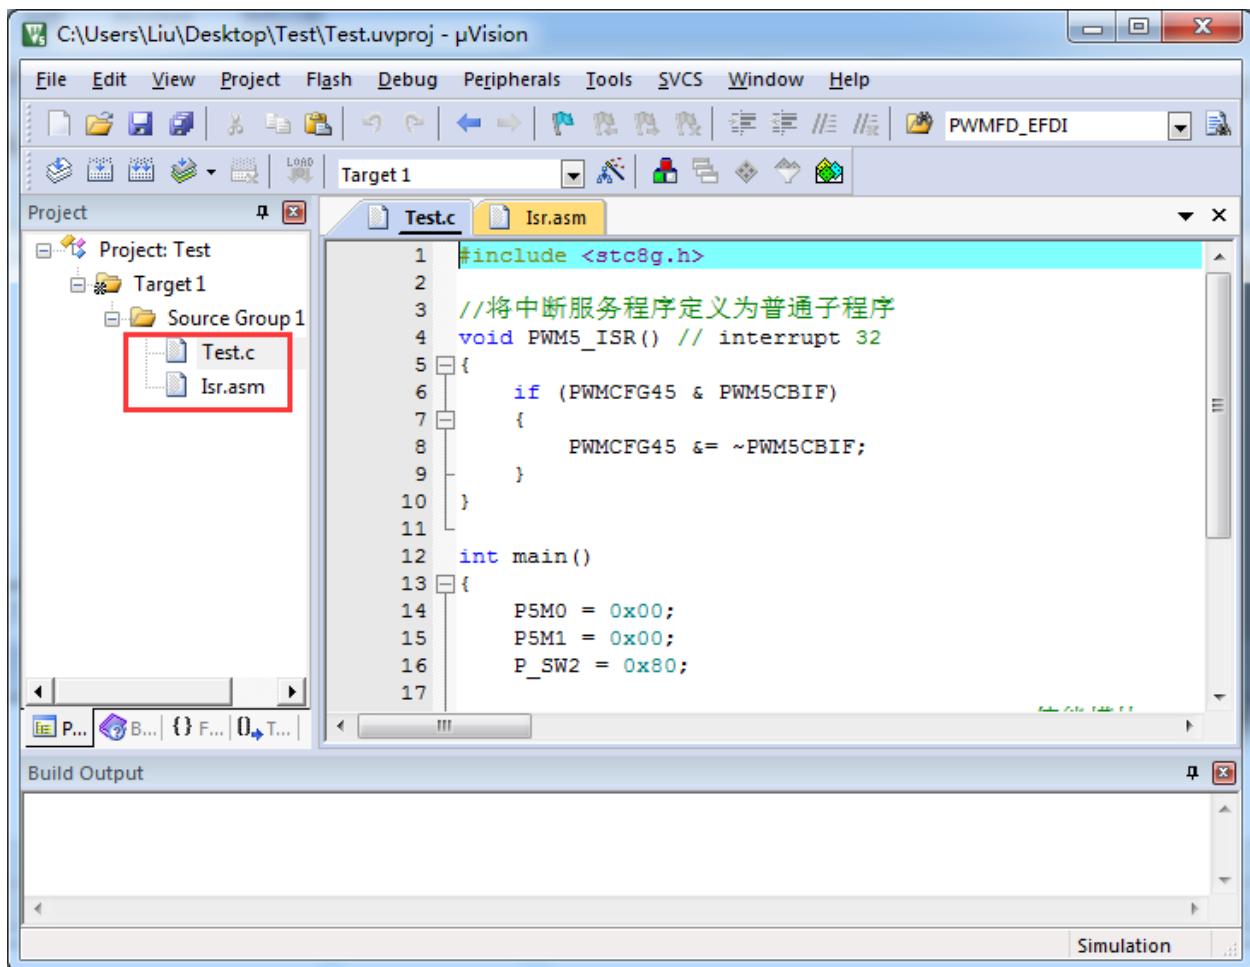 C:\Users\Liu\Desktop\Test\Test.uvproj - µVision
File Edit View Project Flash Debug Peripherals Tools SVCS Window Help
PWMFD_EFDI
LOAD Target 1
Project
Test.c Isr.asm
Project: Test
Target 1
Source Group 1
Test.c
Isr.asm
1 #include <stc8g.h>
2
3 //将中断服务程序定义为普通子程序
4 void PWM5_ISR() // interrupt 32
5 {
6 if (PWMCFG45 & PWM5CBIF)
7 {
8 PWMCFG45 &= ~PWM5CBIF;
9 }
10 }
11
12 int main()
13 {
14 P5M0 = 0x00;
15 P5M1 = 0x00;
16 P_SW2 = 0x80;
17
P... B... {} F... 0 T...
Build Output
Simulation